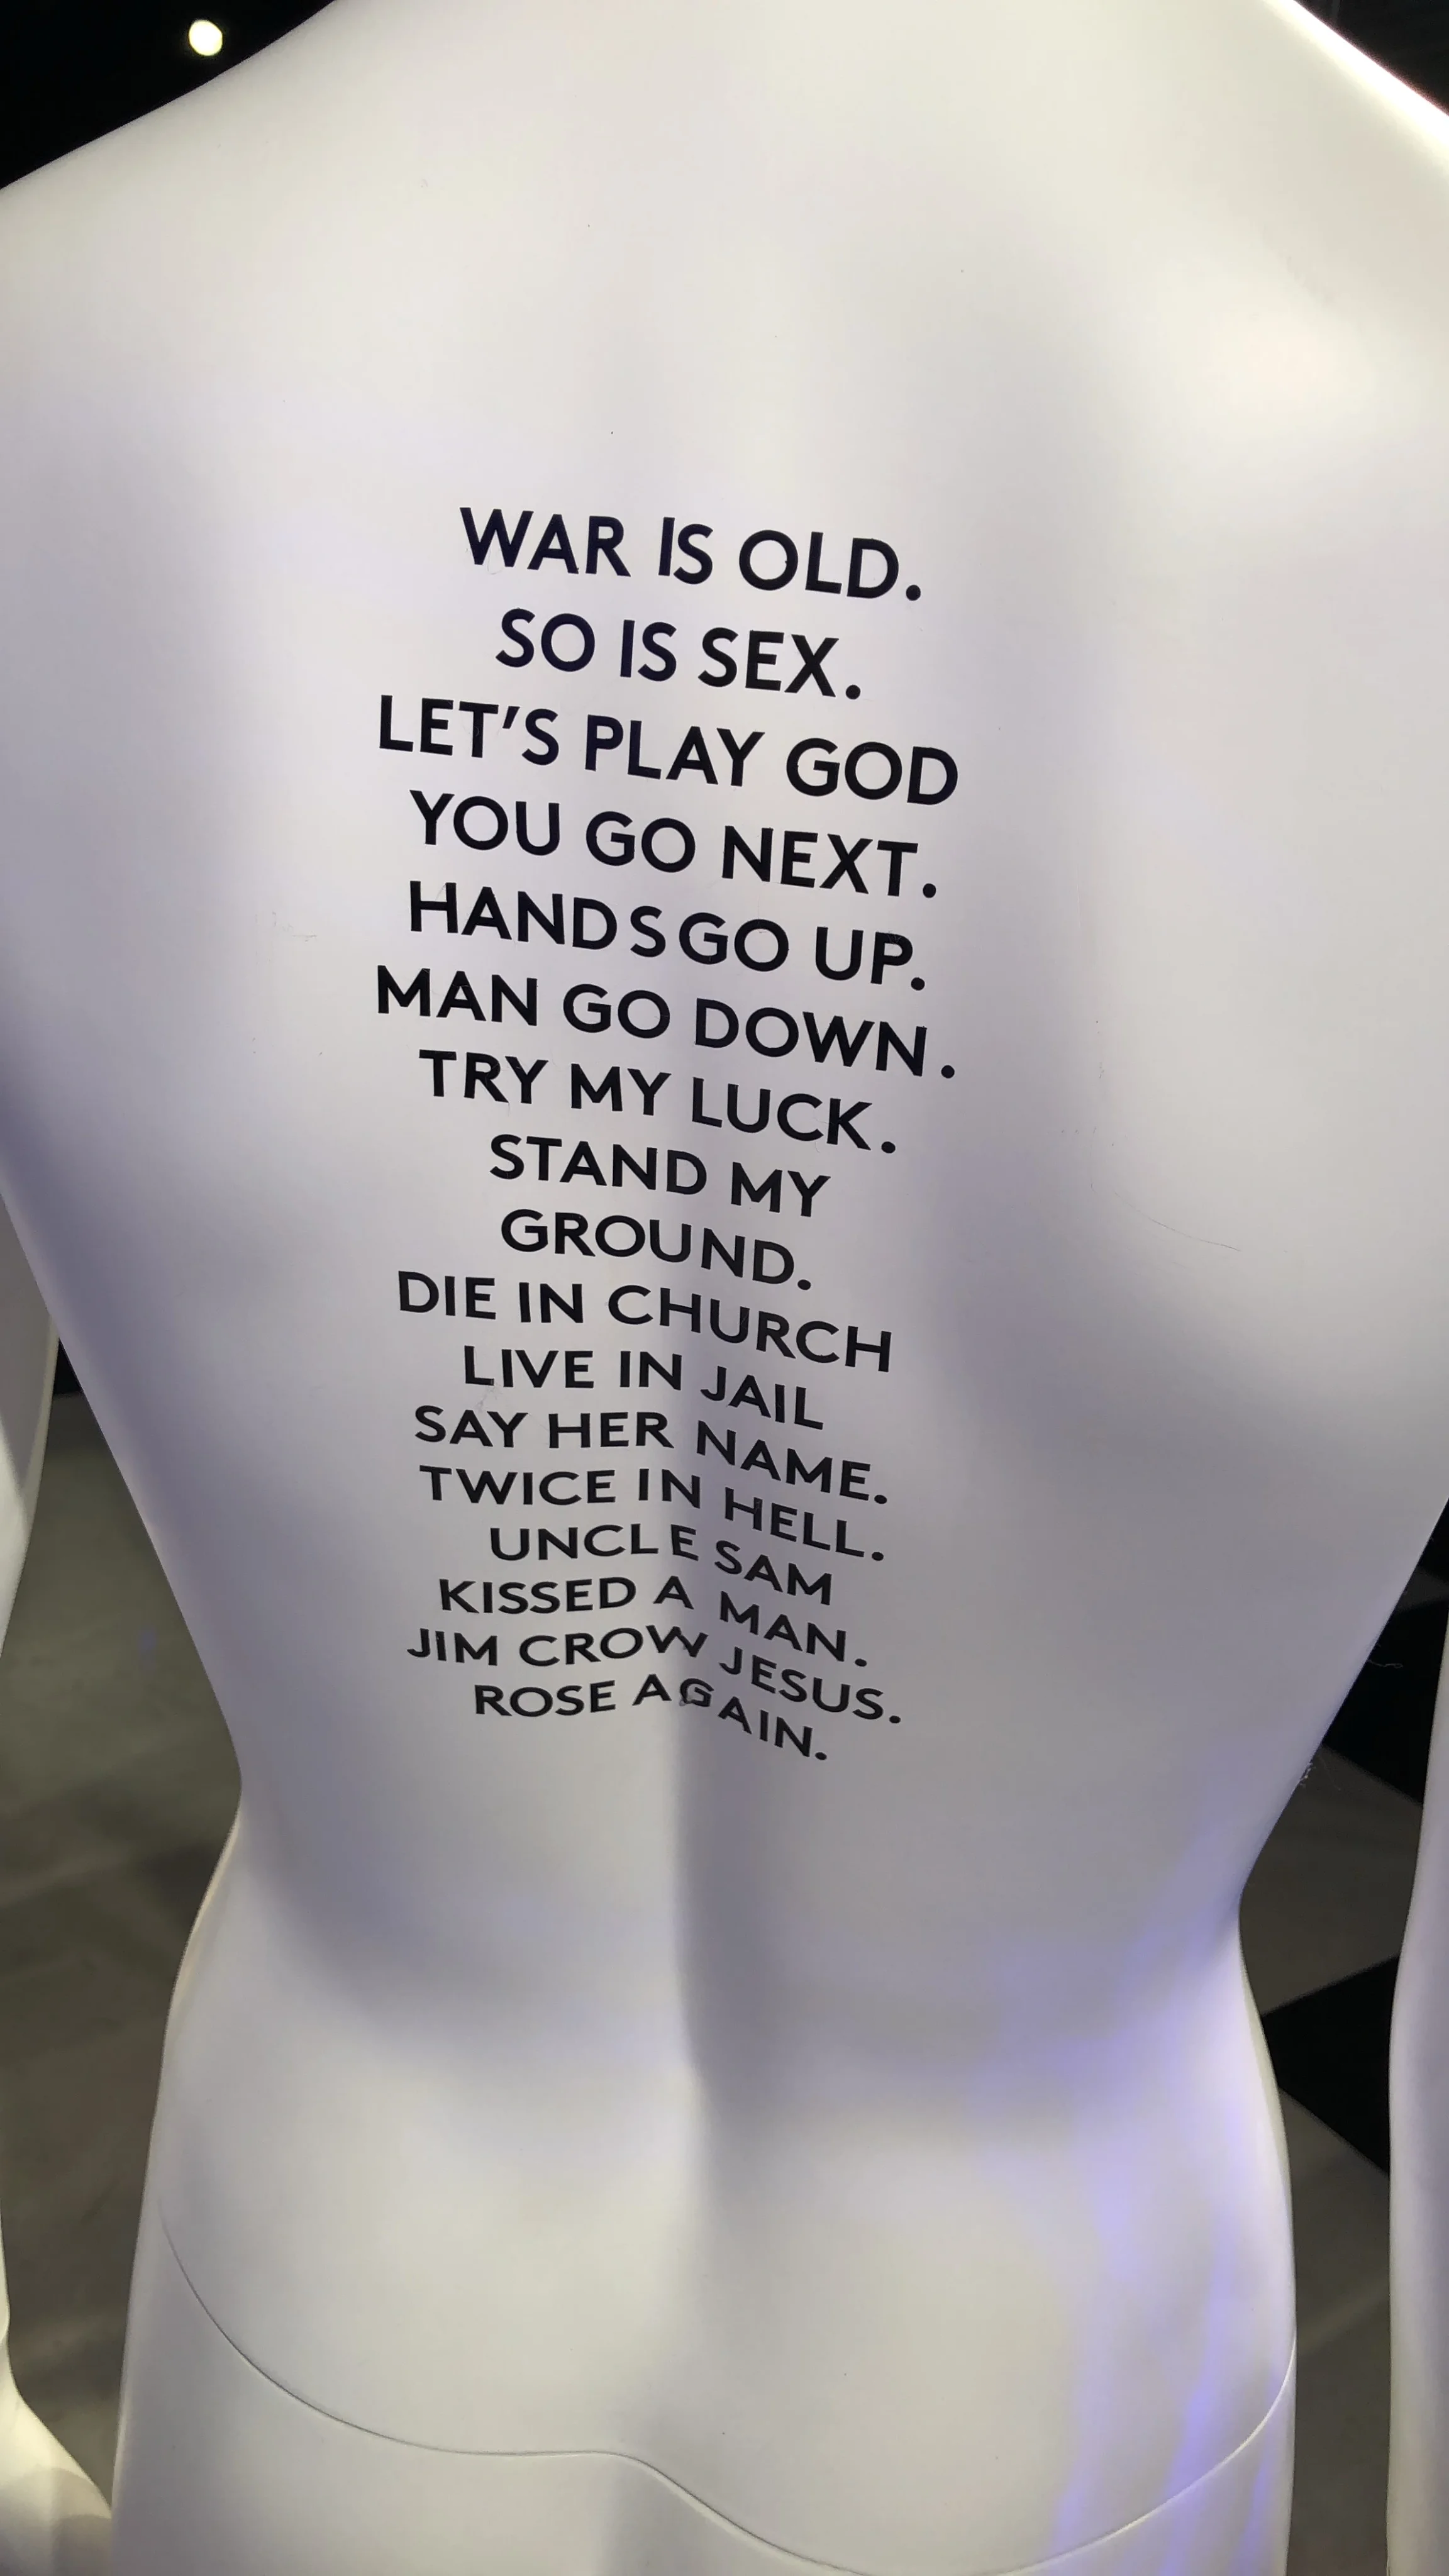 WAR IS OLD.
SO IS SEX.
LET'S PLAY GOD
YOU GO NEXT.
HANDS GO UP.
MAN GO DOWN.
TRY MY LUCK.
STAND MY
GROUND.
DIE IN CHURCH
LIVE IN JAIL
SAY HER NAME.
TWICE IN HELL.
UNCLE SAM
KISSED A MAN.
JIM CROW JESUS.
ROSE AGAIN.